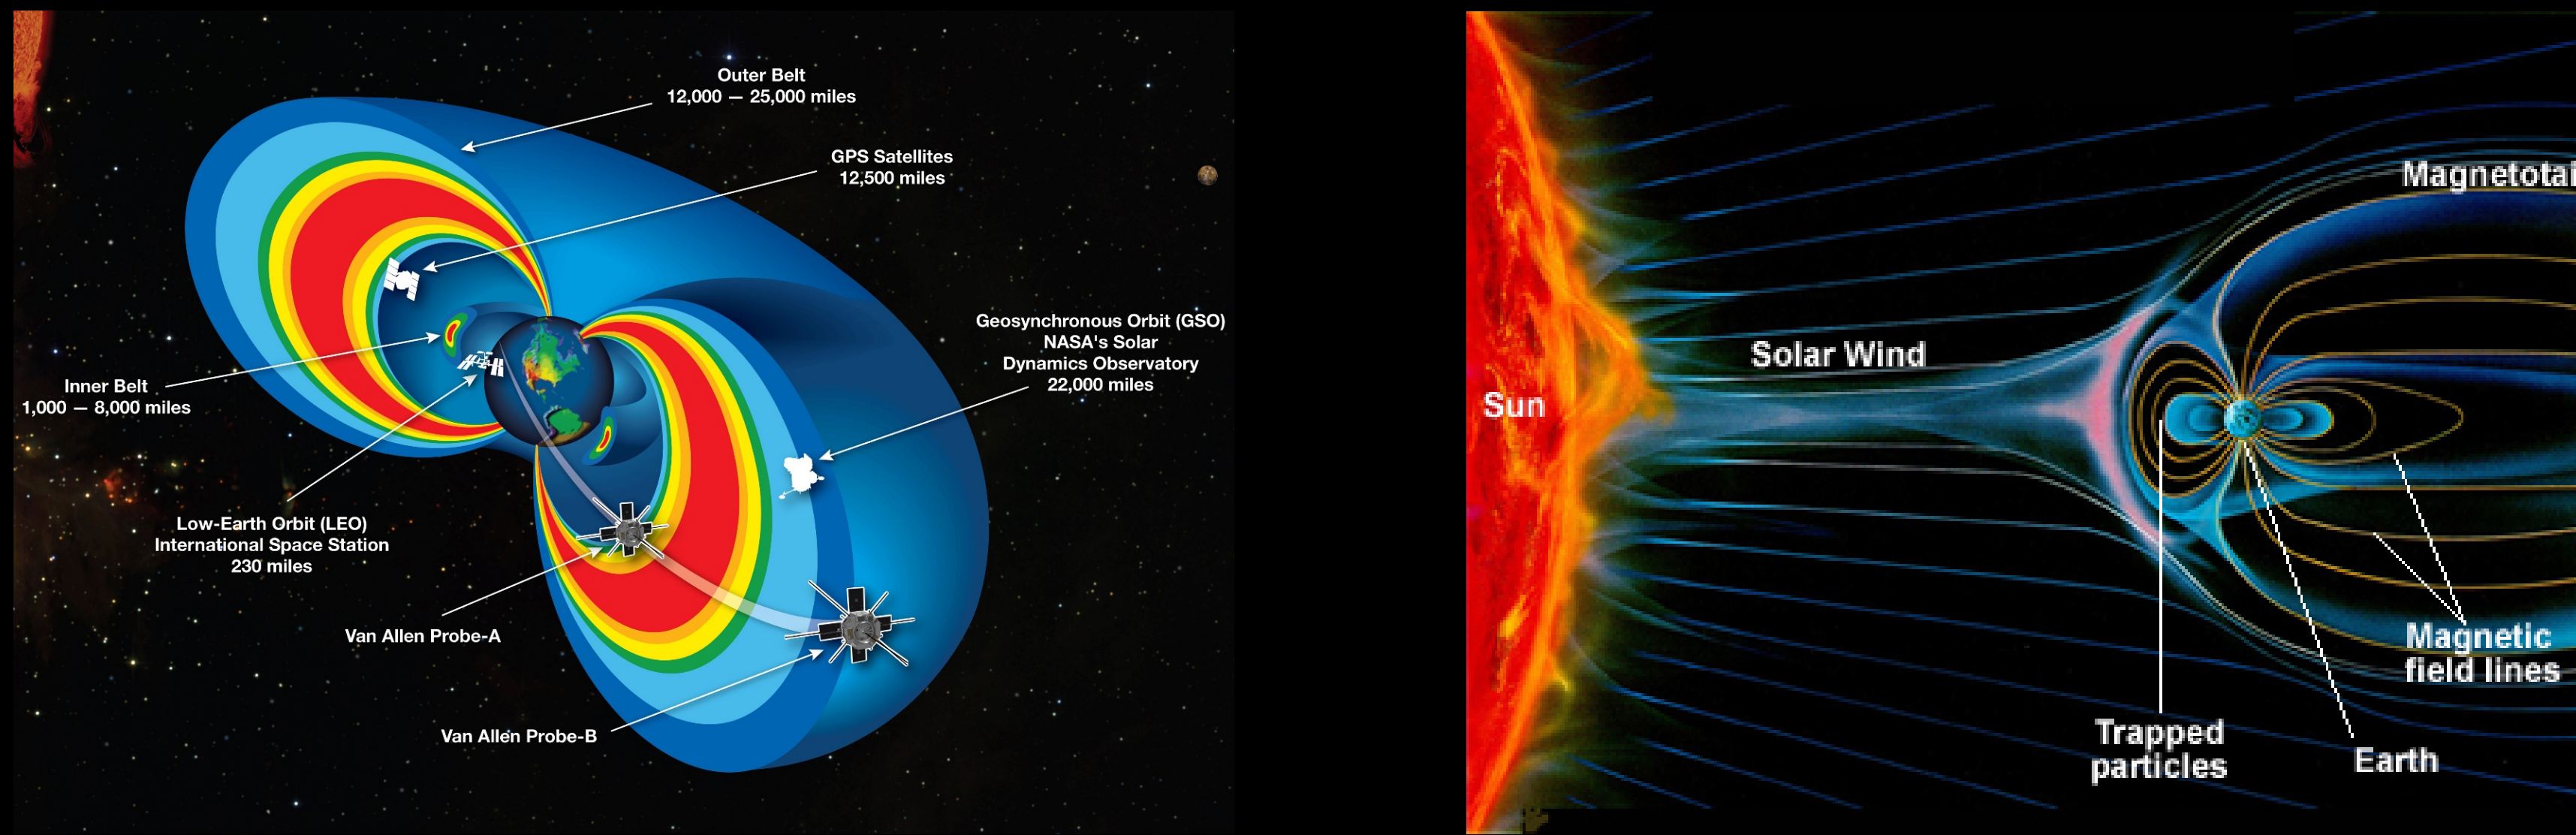 Outer Belt
12,000 — 25,000 miles
GPS Satellites
12,500 miles
Geosynchronous Orbit (GSO)
NASA's Solar
Dynamics Observatory
22,000 miles
Inner Belt
1,000 — 8,000 miles
Low-Earth Orbit (LEO)
International Space Station
230 miles
Van Allen Probe-A
Van Allen Probe-B
Magnetotai
Solar Wind
Sun
Magnetic
field lines
Trapped
particles
Earth